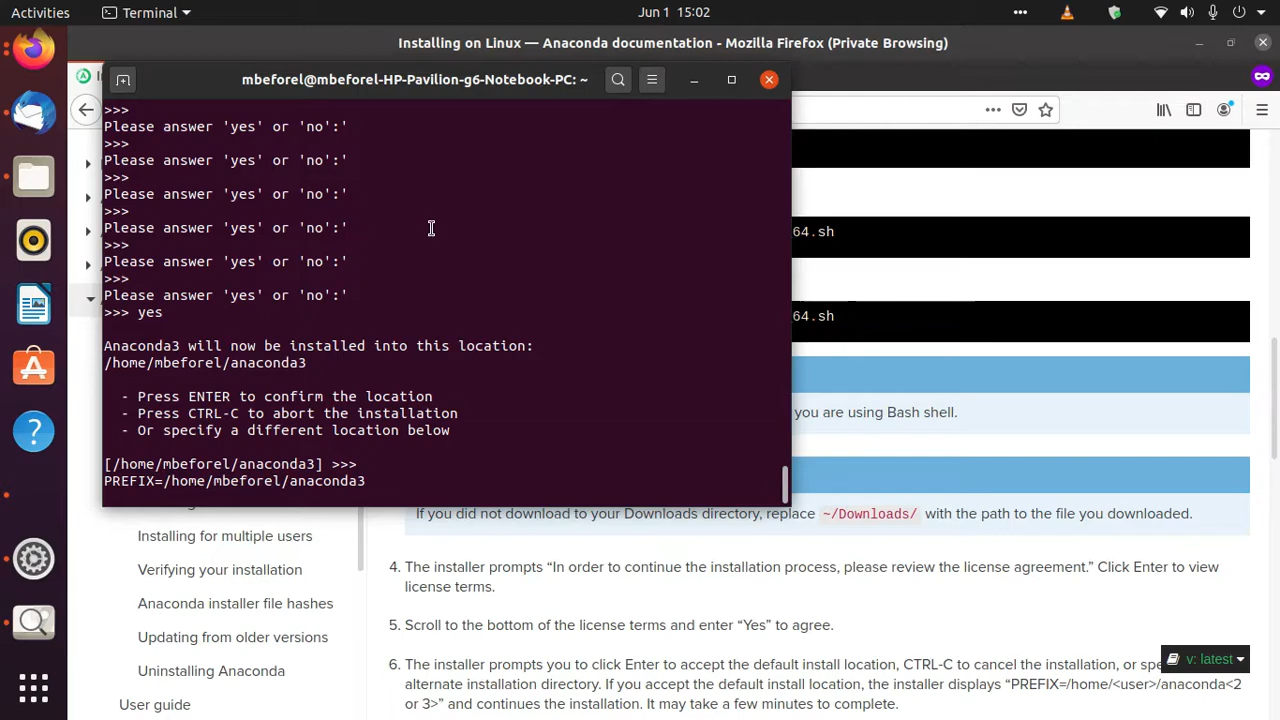 Activities
Terminal
Jun 1 15:02
Installing on Linux — Anaconda documentation - Mozilla Firefox (Private Browsing)
mbeforel@mbeforel-HP-Pavilion-g6-Notebook-PC: ~
>>>
Please answer 'yes' or 'no':'
>>>
Please answer 'yes' or 'no':'
>>>
Please answer 'yes' or 'no':'
>>>
Please answer 'yes' or 'no':'
>>>
Please answer 'yes' or 'no':'
>>>
Please answer 'yes' or 'no':'
>>> yes
Anaconda3 will now be installed into this location:
/home/mbeforel/anaconda3
- Press ENTER to confirm the location
- Press CTRL-C to abort the installation
- Or specify a different location below
[/home/mbeforel/anaconda3] >>>
PREFIX=/home/mbeforel/anaconda3
64.sh
64.sh
you are using Bash shell.
If you did not download to your Downloads directory, replace ~/Downloads/ with the path to the file you downloaded.
Installing for multiple users
Verifying your installation
Anaconda installer file hashes
Updating from older versions
Uninstalling Anaconda
User guide
4. The installer prompts “In order to continue the installation process, please review the license agreement.” Click Enter to view
license terms.
5. Scroll to the bottom of the license terms and enter “Yes” to agree.
6. The installer prompts you to click Enter to accept the default install location, CTRL-C to cancel the installation, or spe
alternate installation directory. If you accept the default install location, the installer displays “PREFIX=/home/<user>/anaconda<2
or 3>” and continues the installation. It may take a few minutes to complete.
v: latest